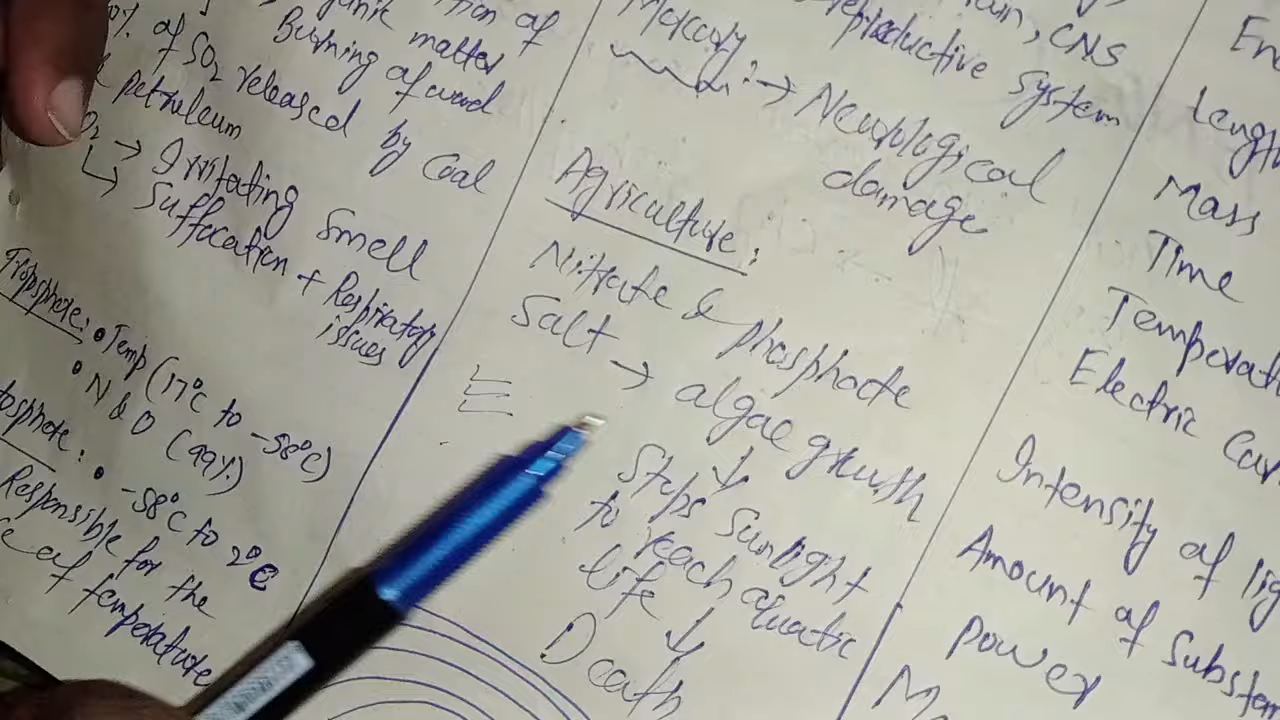 of
matter
Burning of wood
% of SO2 released by Coal
petroleum
→ Irritating Smell
↳ Suffocation + Respiratory
issues
Troposphere: • Temp (17°C to -58°C)
• N & O (99%)
• -58°C to 2°C
Responsible for the
of temperature
CNS
reproductive System
Mercury: → Neurological
damage
Agriculture:
Nitrate & phosphate
Salt → algae growth
↓
Stops Sunlight
to reach aquatic
life ↓
Death
Length
Mass
Time
Electric
Intensity of
Amount of
Power